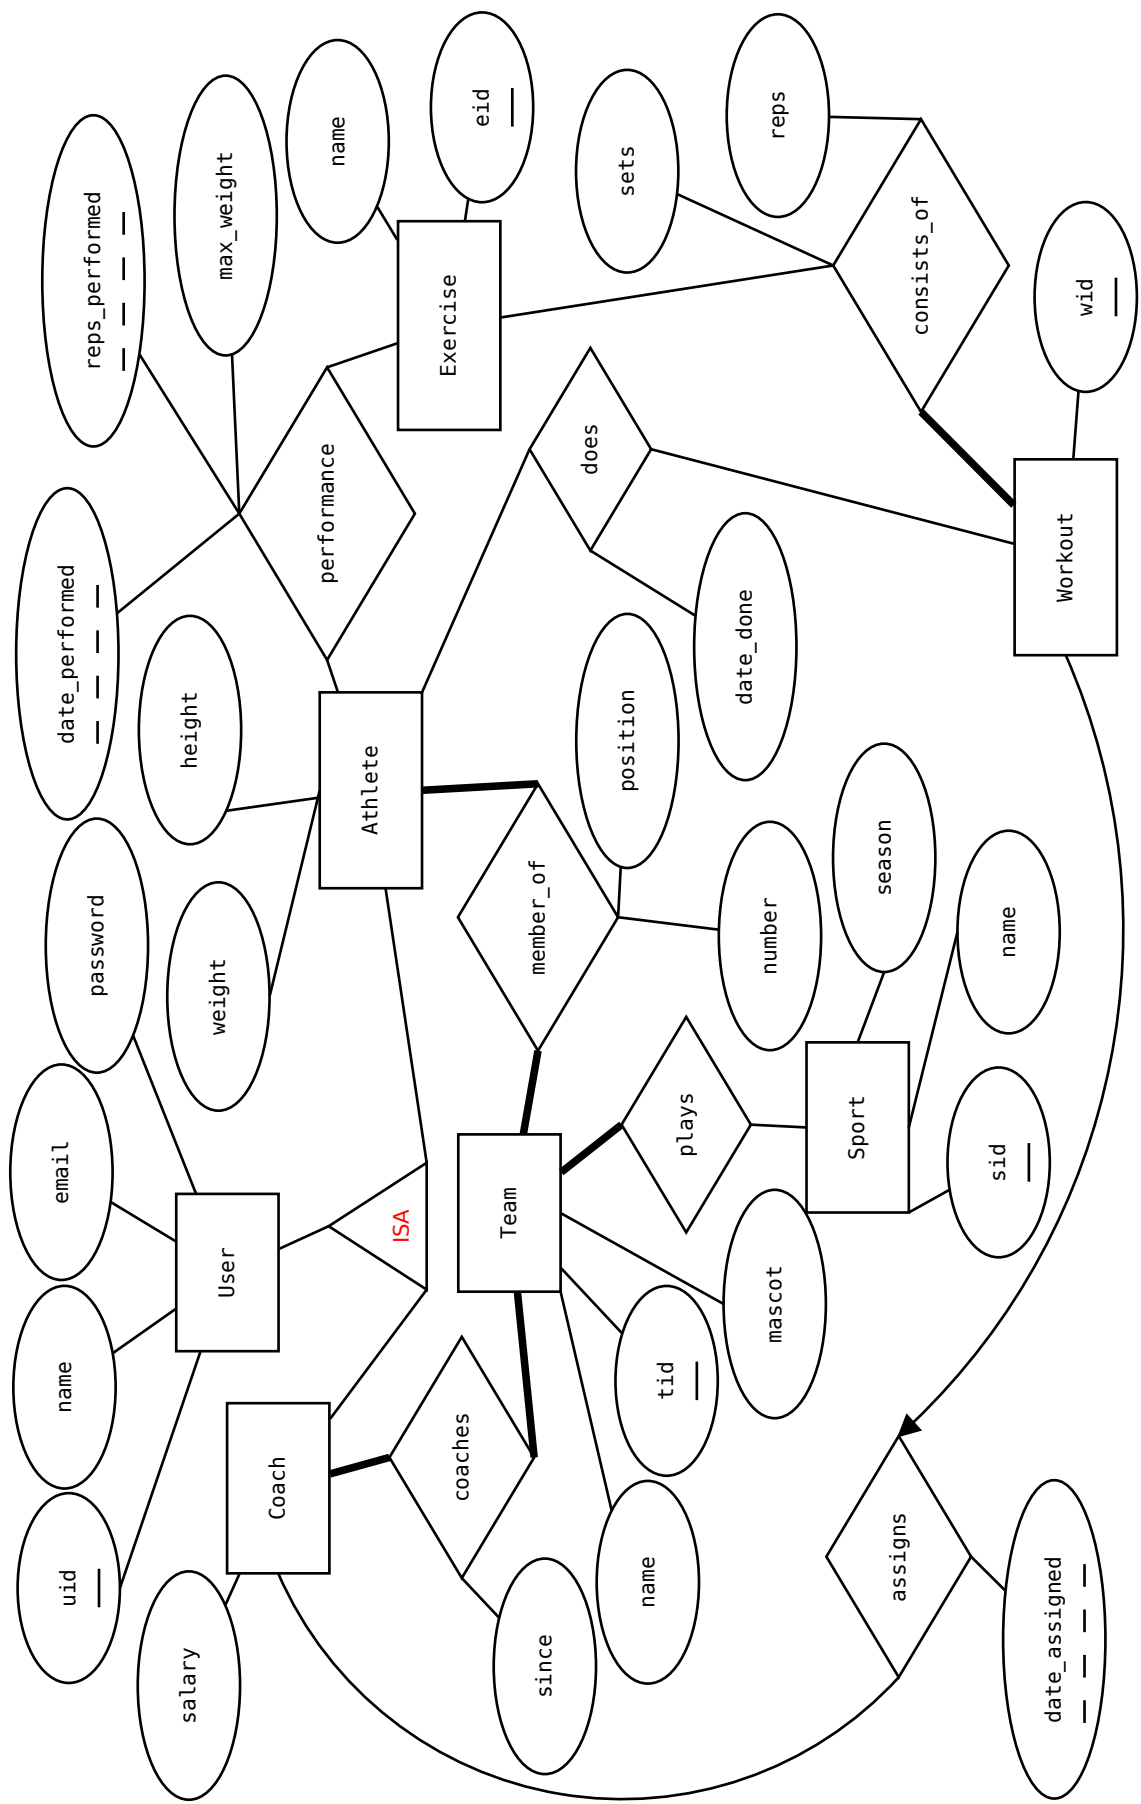 uid
name
email
password
date_performed
reps_performed
salary
User
weight
height
max_weight
Coach
ISA
Athlete
performance
name
coaches
Team
member_of
Exercise
eid
since
name
tid
plays
position
does
sets
mascot
number
date_done
reps
assigns
Sport
season
consists_of
date_assigned
sid
name
Workout
wid